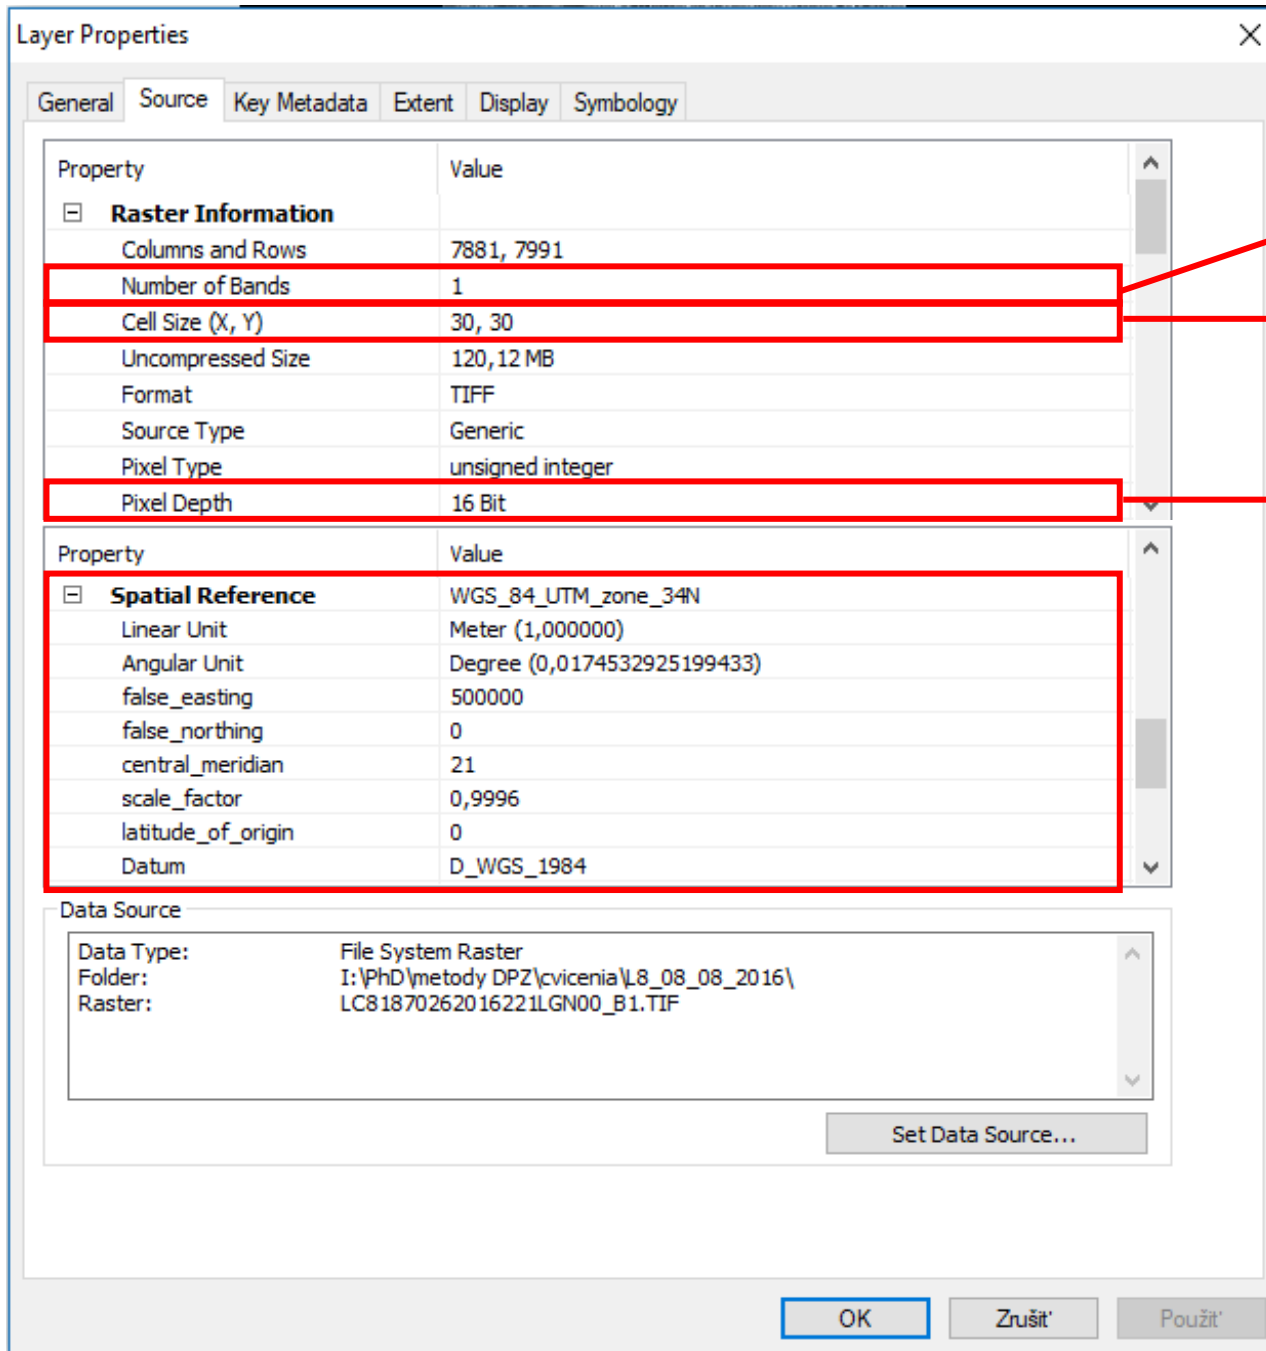 Layer Properties
General Source Key Metadata Extent Display Symbology
Property Value
Raster Information
Columns and Rows 7881, 7991
Number of Bands 1
Cell Size (X, Y) 30, 30
Uncompressed Size 120,12 MB
Format TIFF
Source Type Generic
Pixel Type unsigned integer
Pixel Depth 16 Bit
Property Value
Spatial Reference WGS_84_UTM_zone_34N
Linear Unit Meter (1,000000)
Angular Unit Degree (0,0174532925199433)
false_easting 500000
false_northing 0
central_meridian 21
scale_factor 0,9996
latitude_of_origin 0
Datum D_WGS_1984
Data Source
Data Type: File System Raster
Folder: I:\PhD\metody DPZ\cvicenia\L8_08_08_2016\
Raster: LC81870262016221LGN00_B1.TIF
Set Data Source...
OK Zrušiť Použiť